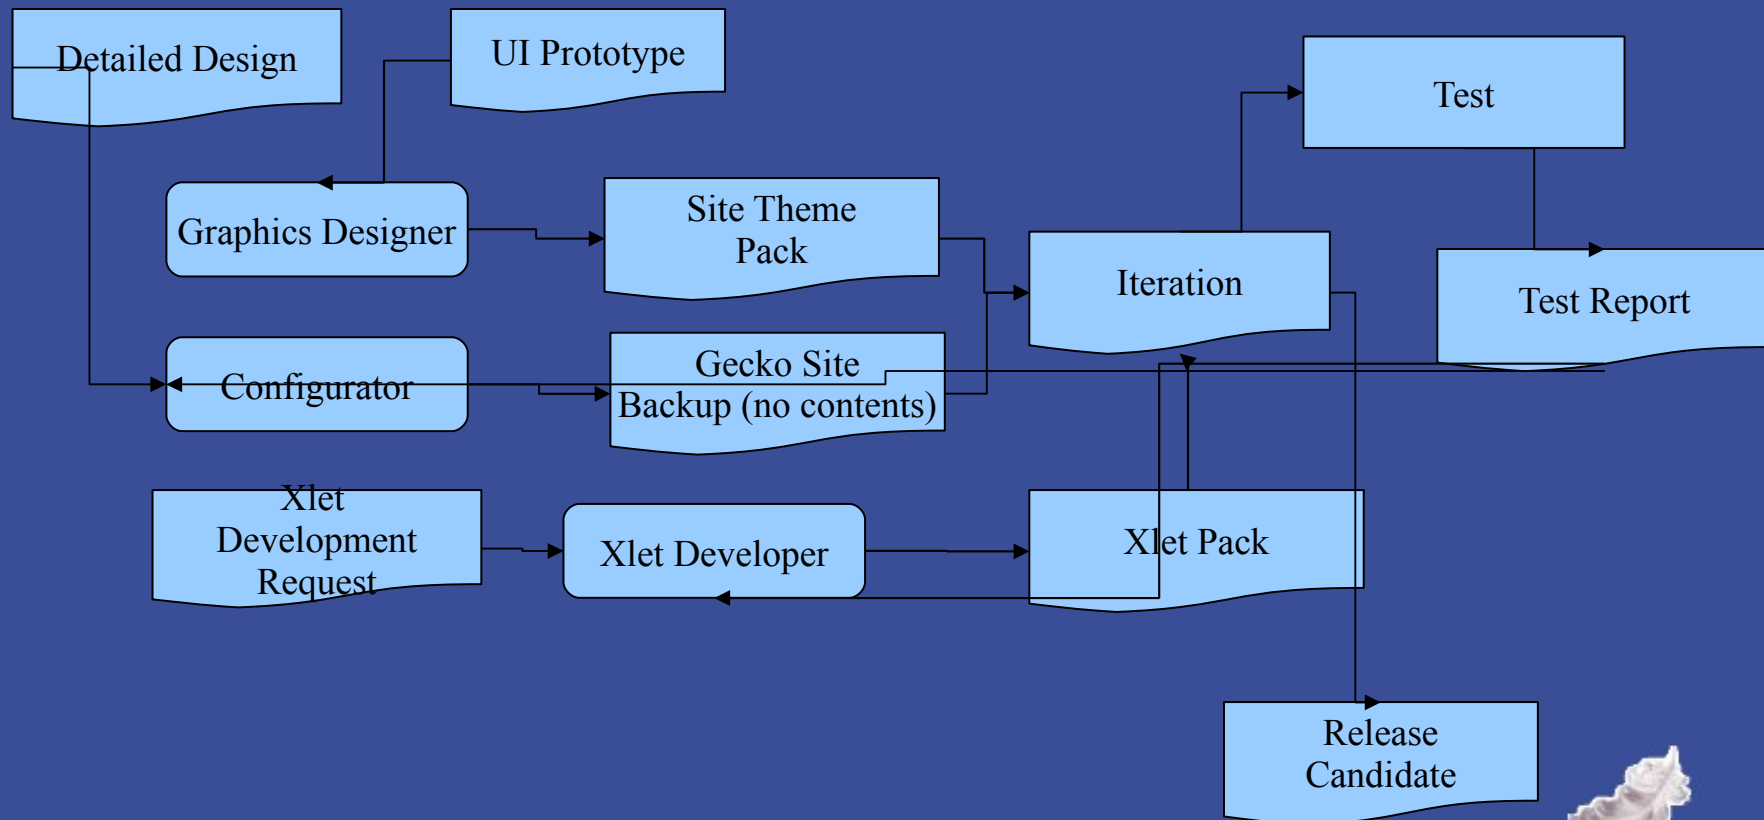 Detailed Design
UI Prototype
Test
Graphics Designer
Site Theme
Pack
Iteration
Test Report
Configurator
Gecko Site
Backup (no contents)
Xlet
Development
Request
Xlet Developer
Xlet Pack
Release
Candidate